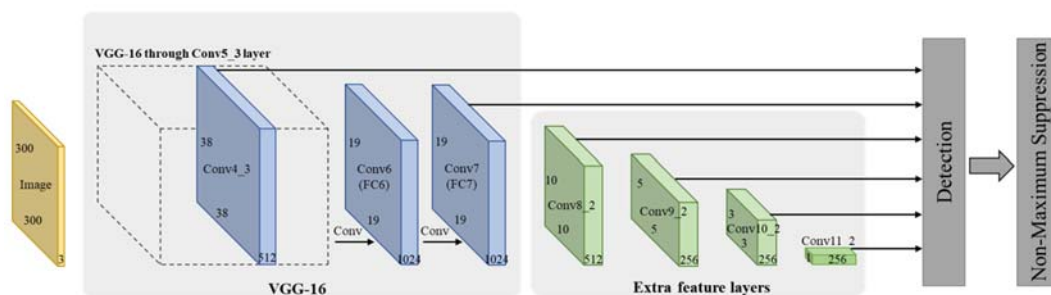 VGG-16 through Conv5_3 layer
300
Image
300
3
38
Conv4_3
38
512
Conv
19
Conv6
(FC6)
19
1024
Conv
19
Conv7
(FC7)
19
1024
VGG-16
10
Conv8_2
10
512
5
Conv9_2
5
256
3
Conv10_2
3
256
Conv11_2
1
256
Extra feature layers
Detection
Non-Maximum Suppression